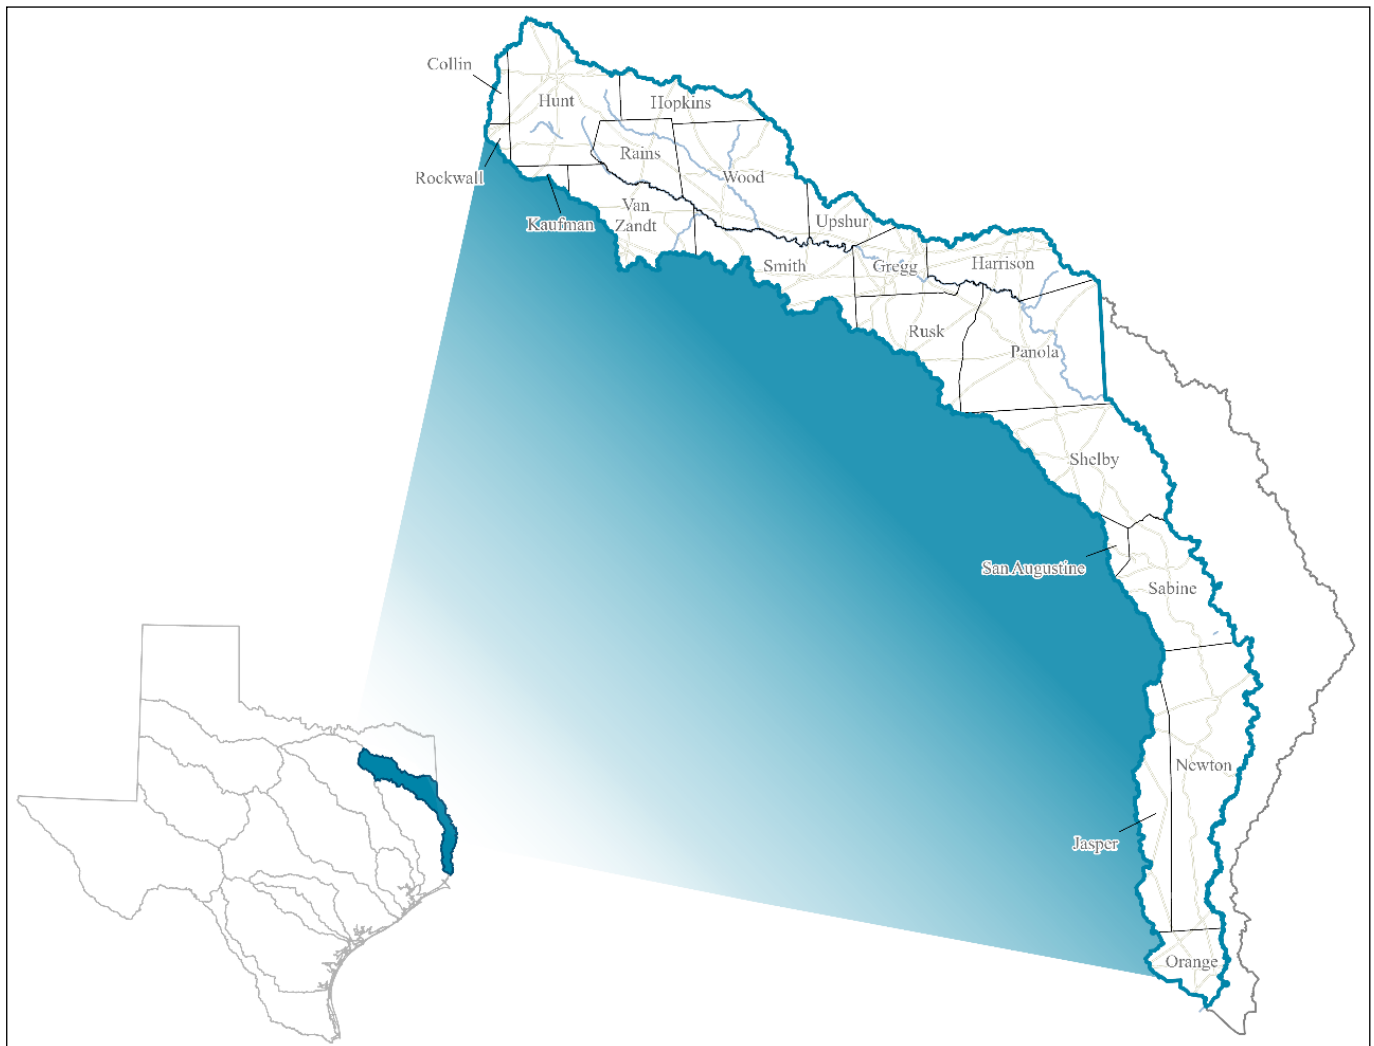 Collin
Hunt
Hopkins
Rains
Rockwall
Wood
Kaufman
Van
Zandt
Upshur
Smith
Gregg
Harrison
Rusk
Panola
Shelby
San Augustine
Sabine
Newton
Jasper
Orange